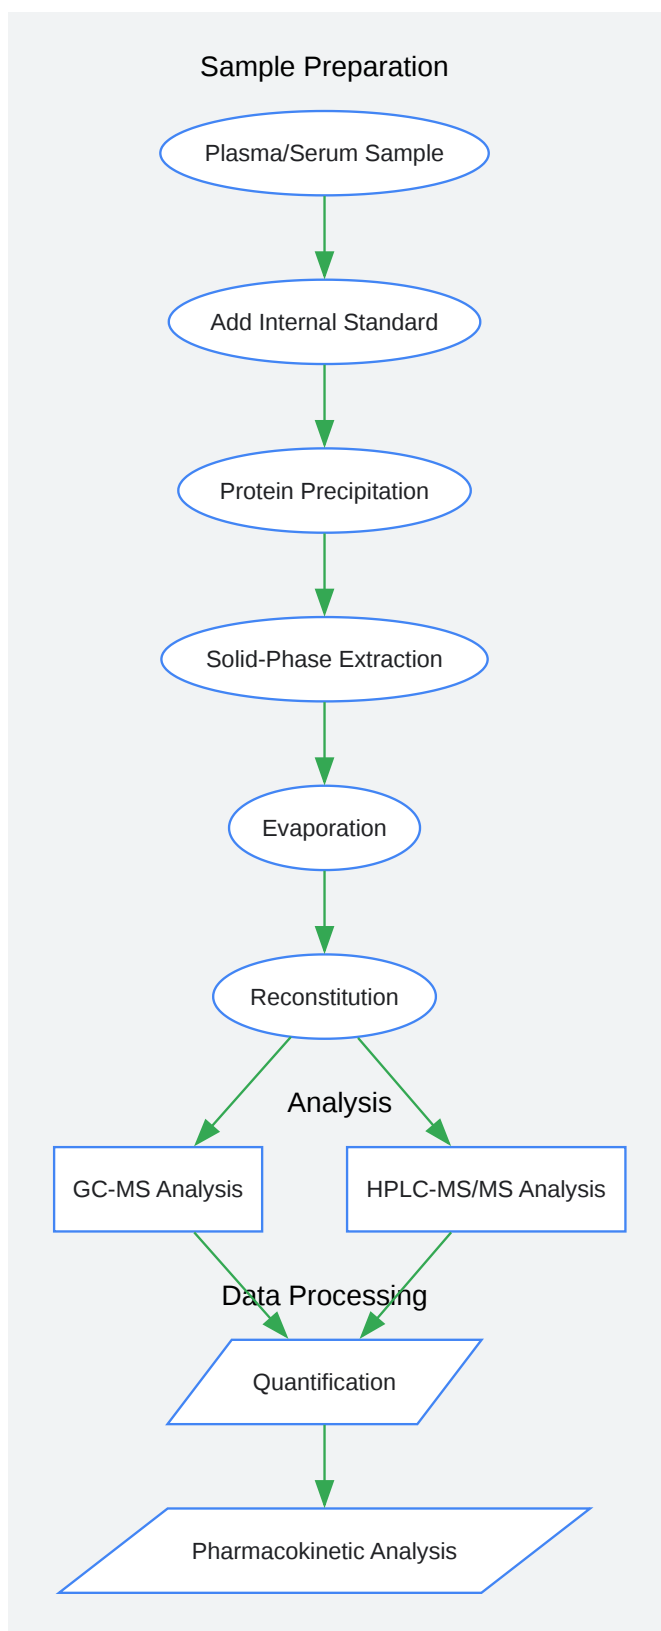 Sample Preparation
Plasma/Serum Sample
Add Internal Standard
Protein Precipitation
Solid-Phase Extraction
Evaporation
Reconstitution
Analysis
GC-MS Analysis
HPLC-MS/MS Analysis
Data Processing
Quantification
Pharmacokinetic Analysis